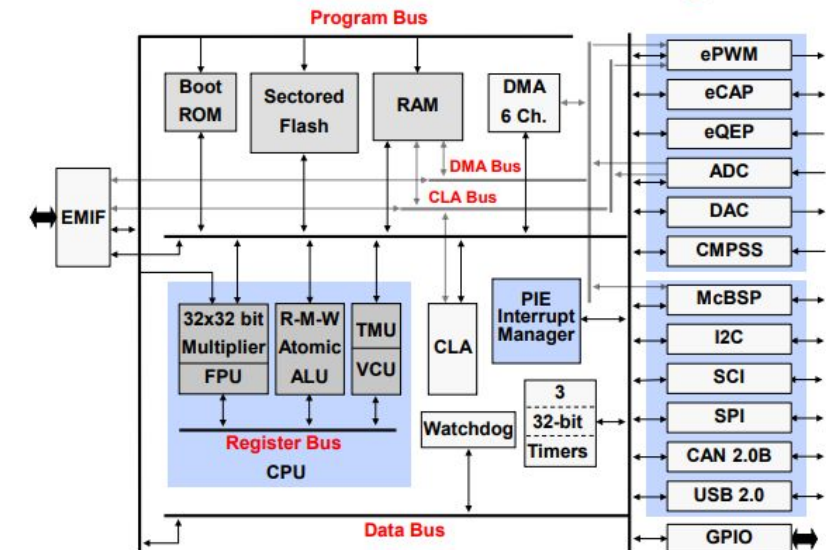 Program Bus
Boot
ROM
Sectored
Flash
RAM
DMA
6 Ch.
ePWM
eCAP
eQEP
ADC
DAC
CMPSS
DMA Bus
CLA Bus
EMIF
32x32 bit
Multiplier
FPU
R-M-W
Atomic
ALU
TMU
VCU
Register Bus
CPU
CLA
PIE
Interrupt
Manager
3
32-bit
Timers
Watchdog
McBSP
I2C
SCI
SPI
CAN 2.0B
USB 2.0
GPIO
Data Bus